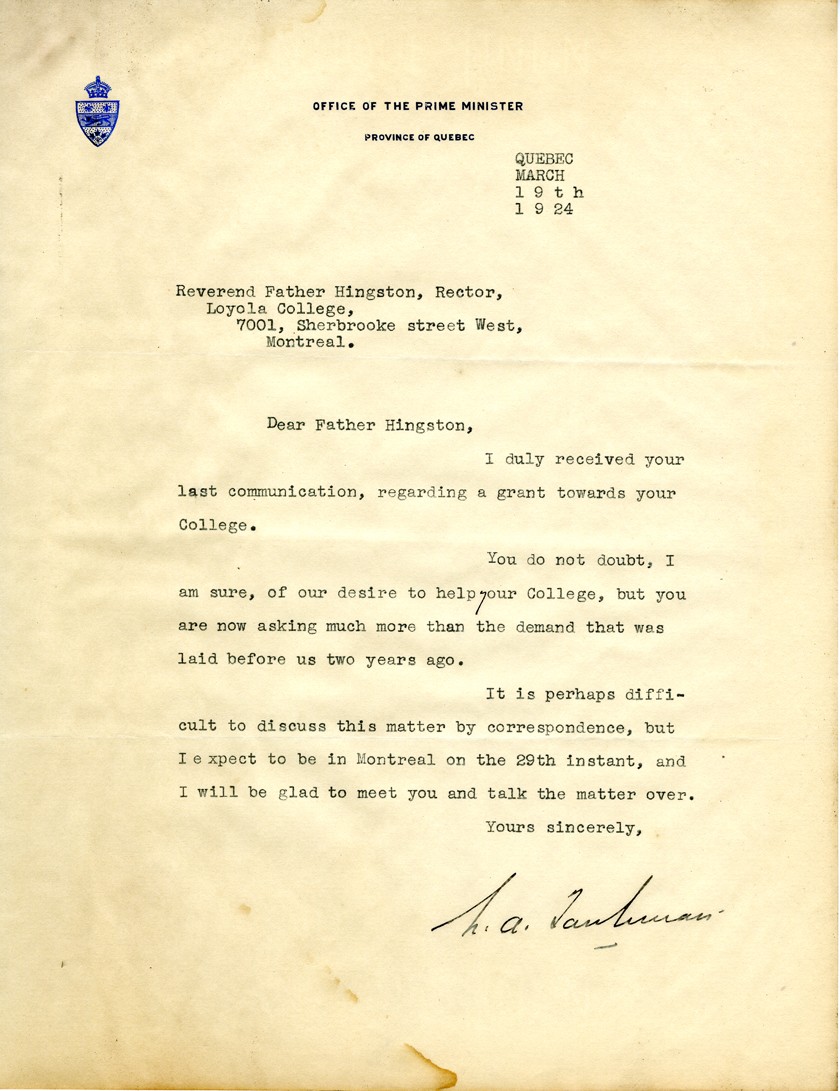 OFFICE OF THE PRIME MINISTER
PROVINCE OF QUEBEC
QUEBEC
MARCH
1 9 t h
1 9 24
Reverend Father Hingston, Rector,
Loyola College,
7001, Sherbrooke street West,
Montreal.
Dear Father Hingston,
I duly received your
last communication, regarding a grant towards your
College.
You do not doubt, I
am sure, of our desire to help your College, but you
are now asking much more than the demand that was
laid before us two years ago.
It is perhaps diffi-
cult to discuss this matter by correspondence, but
I e xpect to be in Montreal on the 29th instant, and
I will be glad to meet you and talk the matter over.
Yours sincerely,